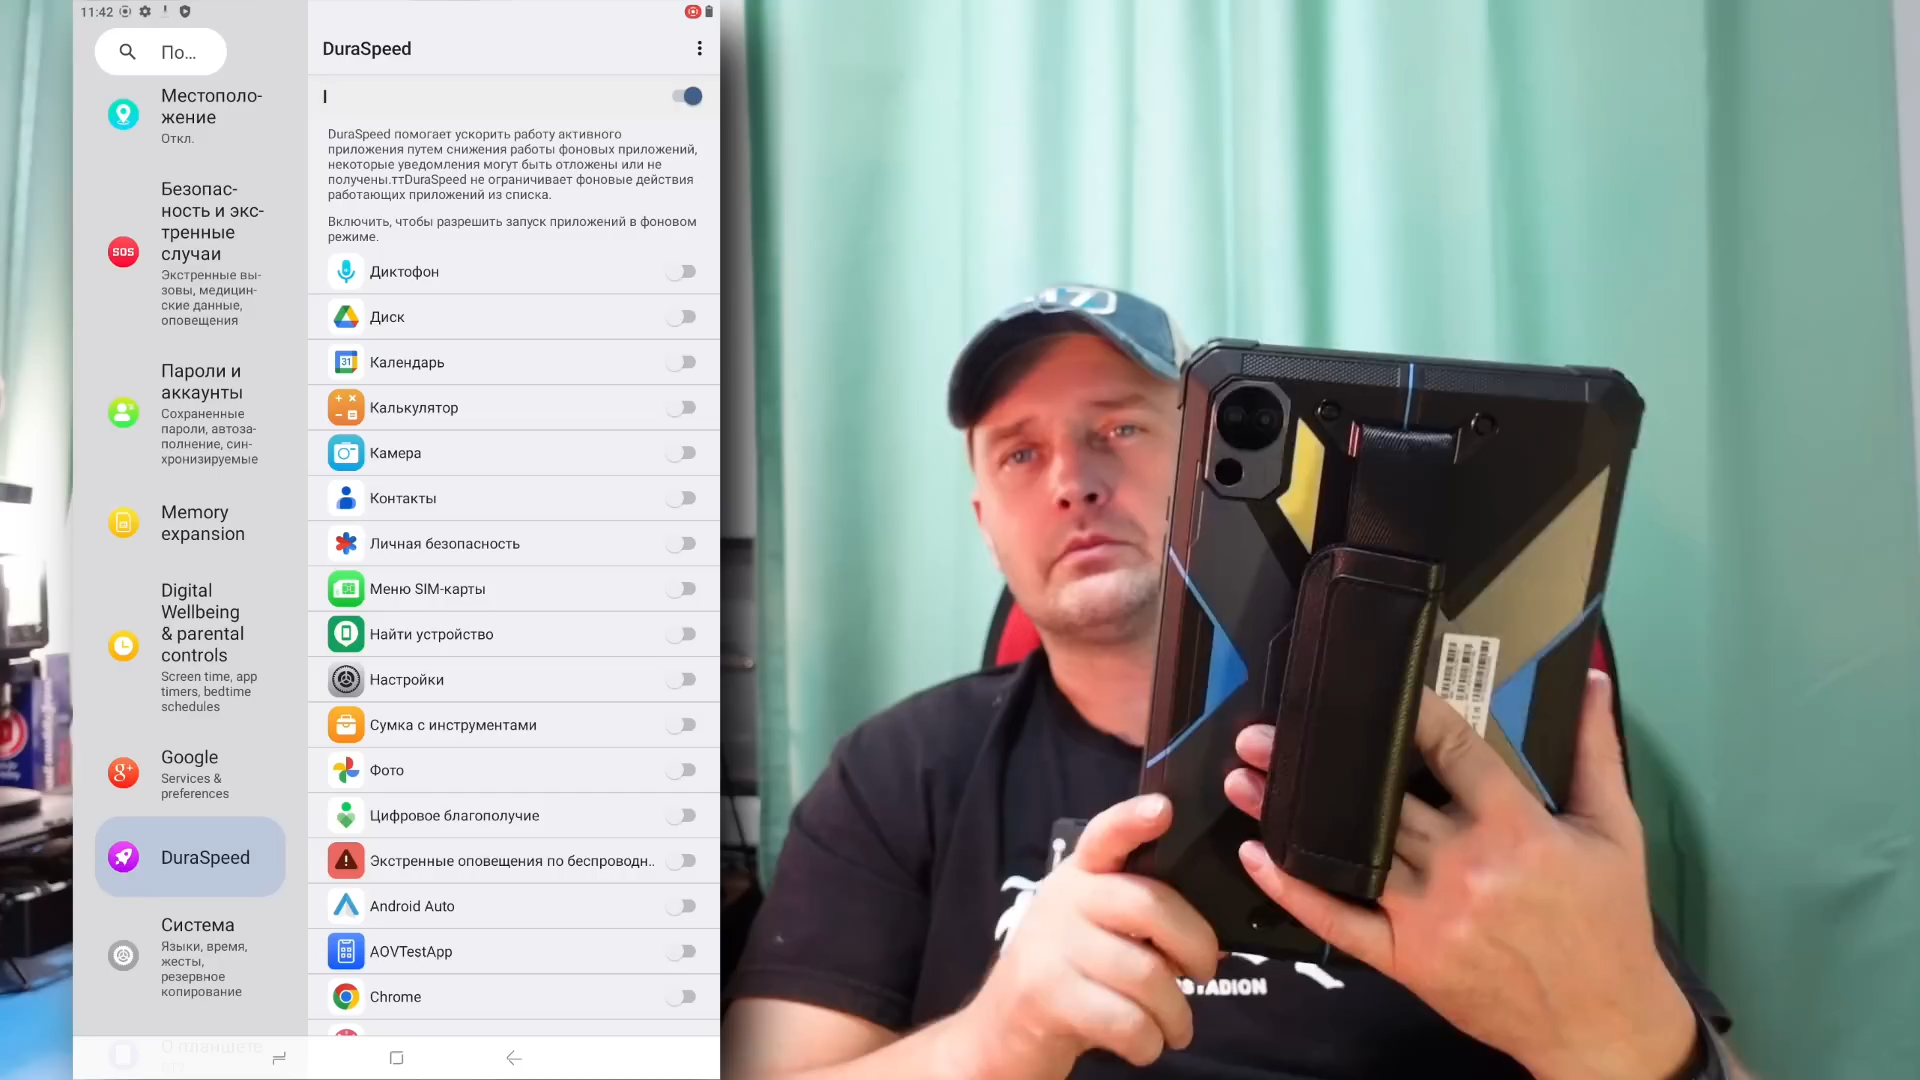 11:42
По...
Местополо-
жение
Откл.
Безопас-
ность и экс-
тренные
случаи
Экстренные вы-
зовы, медицин-
ские данные,
оповещения
SOS
Пароли и
аккаунты
Сохраненные
пароли, автоза-
полнение, син-
хронизируемые
Memory
expansion
Digital
Wellbeing
& parental
controls
Screen time, app
timers, bedtime
schedules
Google
Services &
preferences
g+
DuraSpeed
Система
Языки, время,
жесты,
резервное
копирование
О планшете
DuraSpeed
I
DuraSpeed помогает ускорить работу активного
приложения путем снижения работы фоновых приложений,
некоторые уведомления могут быть отложены или не
получены.ттDuraSpeed не ограничивает фоновые действия
работающих приложений из списка.
Включить, чтобы разрешить запуск приложений в фоновом
режиме.
Диктофон
Диск
31
Календарь
Калькулятор
Камера
Контакты
Личная безопасность
Меню SIM-карты
Найти устройство
Настройки
Сумка с инструментами
Фото
Цифровое благополучие
Экстренные оповещения по беспроводн..
Android Auto
AOVTestApp
Chrome
17
STADION